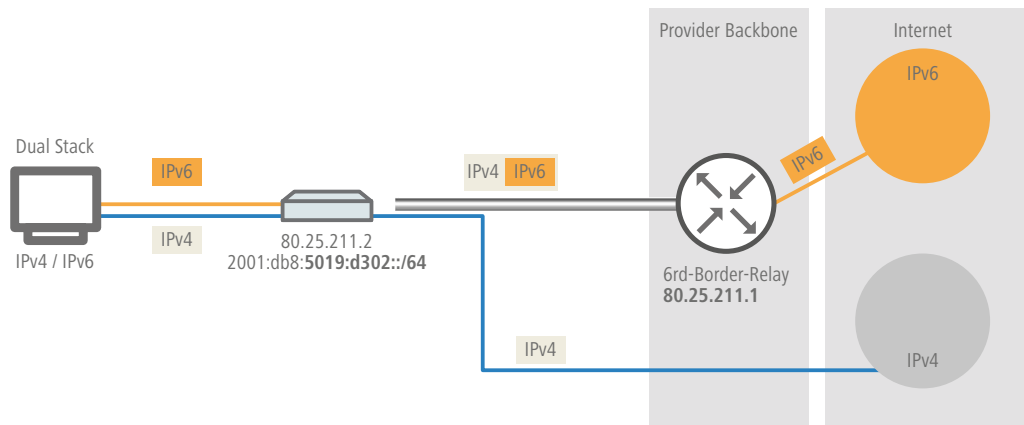 Provider Backbone
Internet
IPv6
Dual Stack
IPv6
IPv4 IPv6
IPv6
IPv4
80.25.211.2
2001:db8:5019:d302::/64
IPv4 / IPv6
6rd-Border-Relay
80.25.211.1
IPv4
IPv4